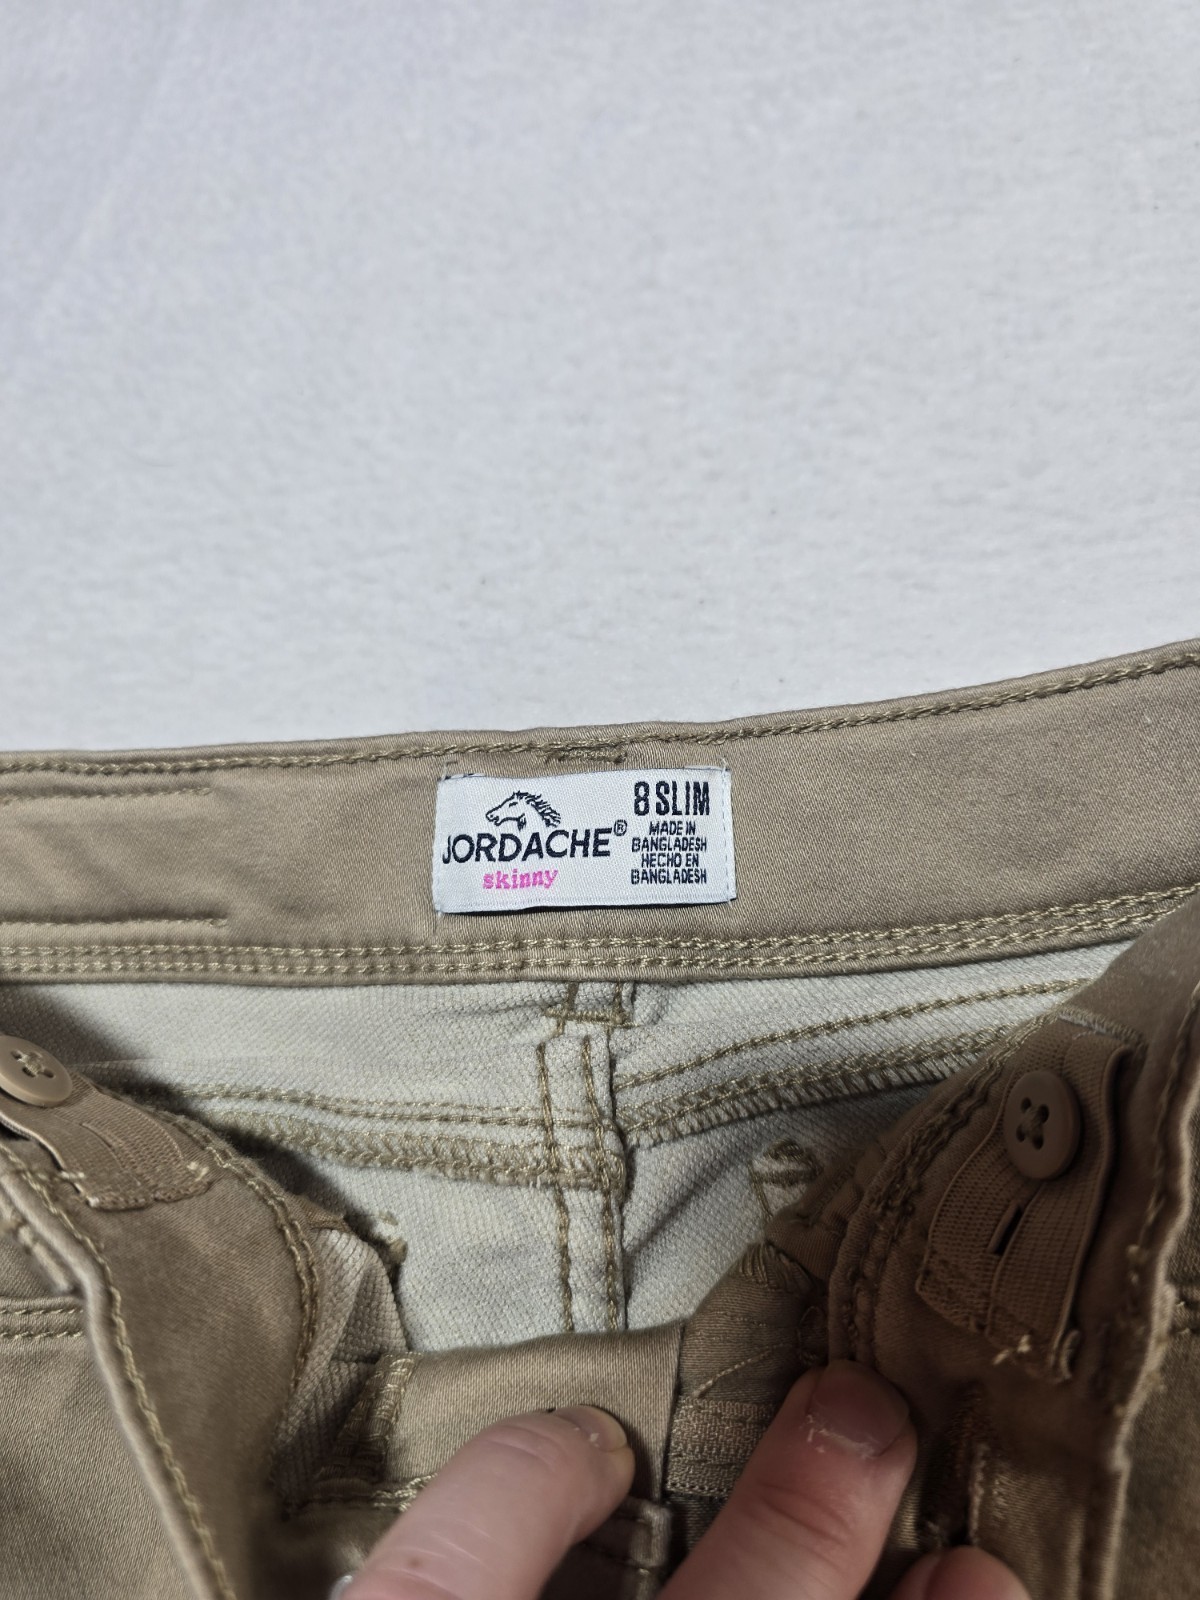 JORDACHE®
skinny
8 SLIM
MADE IN
BANGLADESH
HECHO EN
BANGLADESH